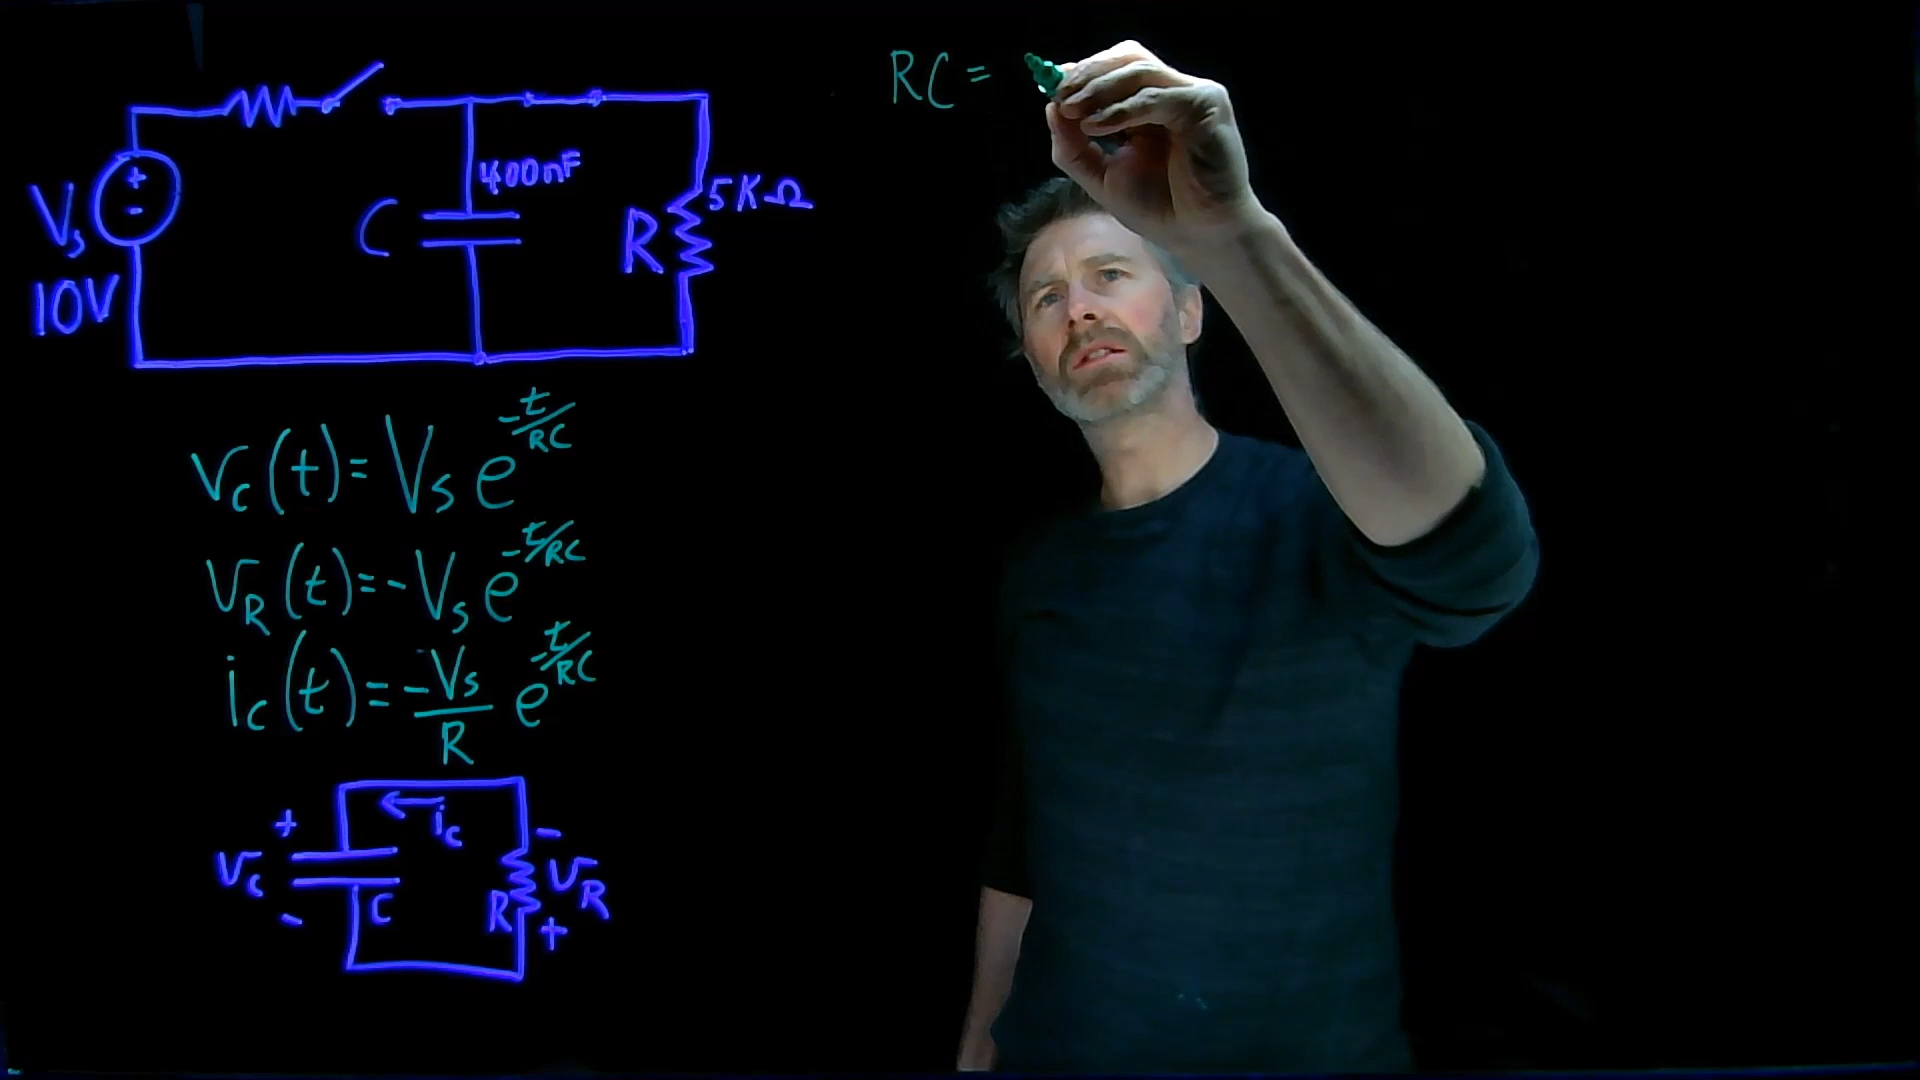 RC =
400nF
5KΩ
+
-
Vs
C
R
10V
vc(t) = Vs e^-t/RC
vR(t) = -Vs e^-t/RC
ic(t) = -Vs/R e^-t/RC
+
ic
-
vc
vR
C
R
-
+